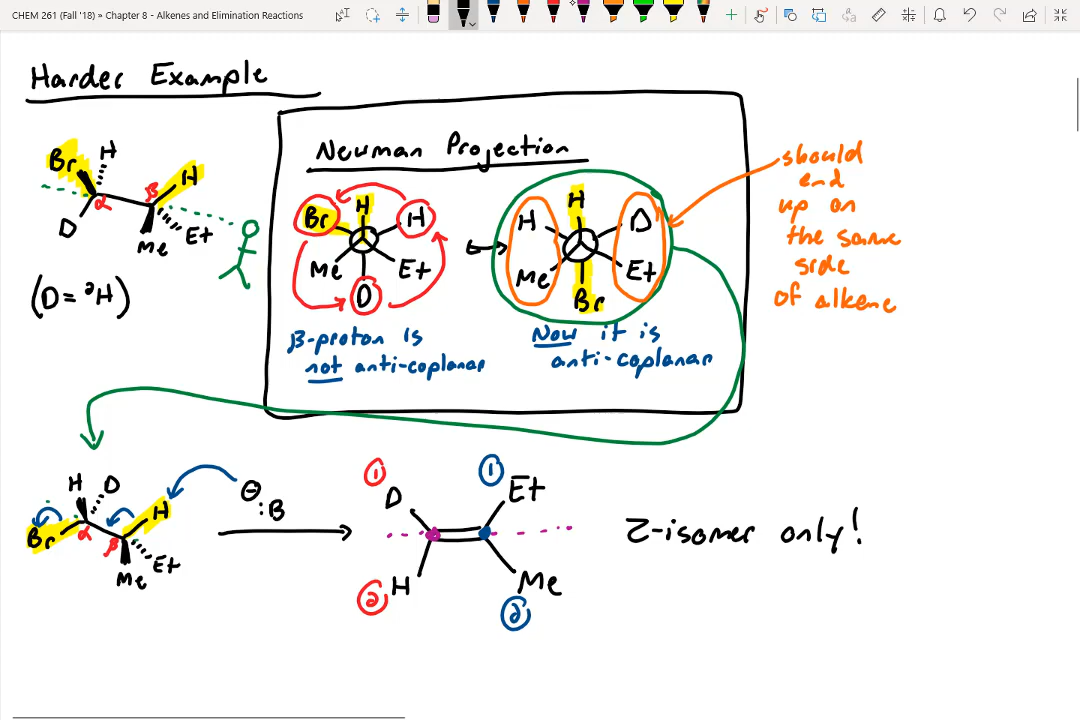 CHEM 261 (Fall '18) » Chapter 8 - Alkenes and Elimination Reactions
Harder Example
Neuman Projection
Br H H
α β
D Me Et
(D = ²H)
Br H H
Me Et
D
β-proton is
not anti-coplanar
H H D
Me Et
Br
Now it is
anti-coplanar
should
end
up on
the same
side
of alkene
H D H
Br α β
Me Et
⊖
:B
1 1
D Et
H Me
2 2
Z-isomer only!